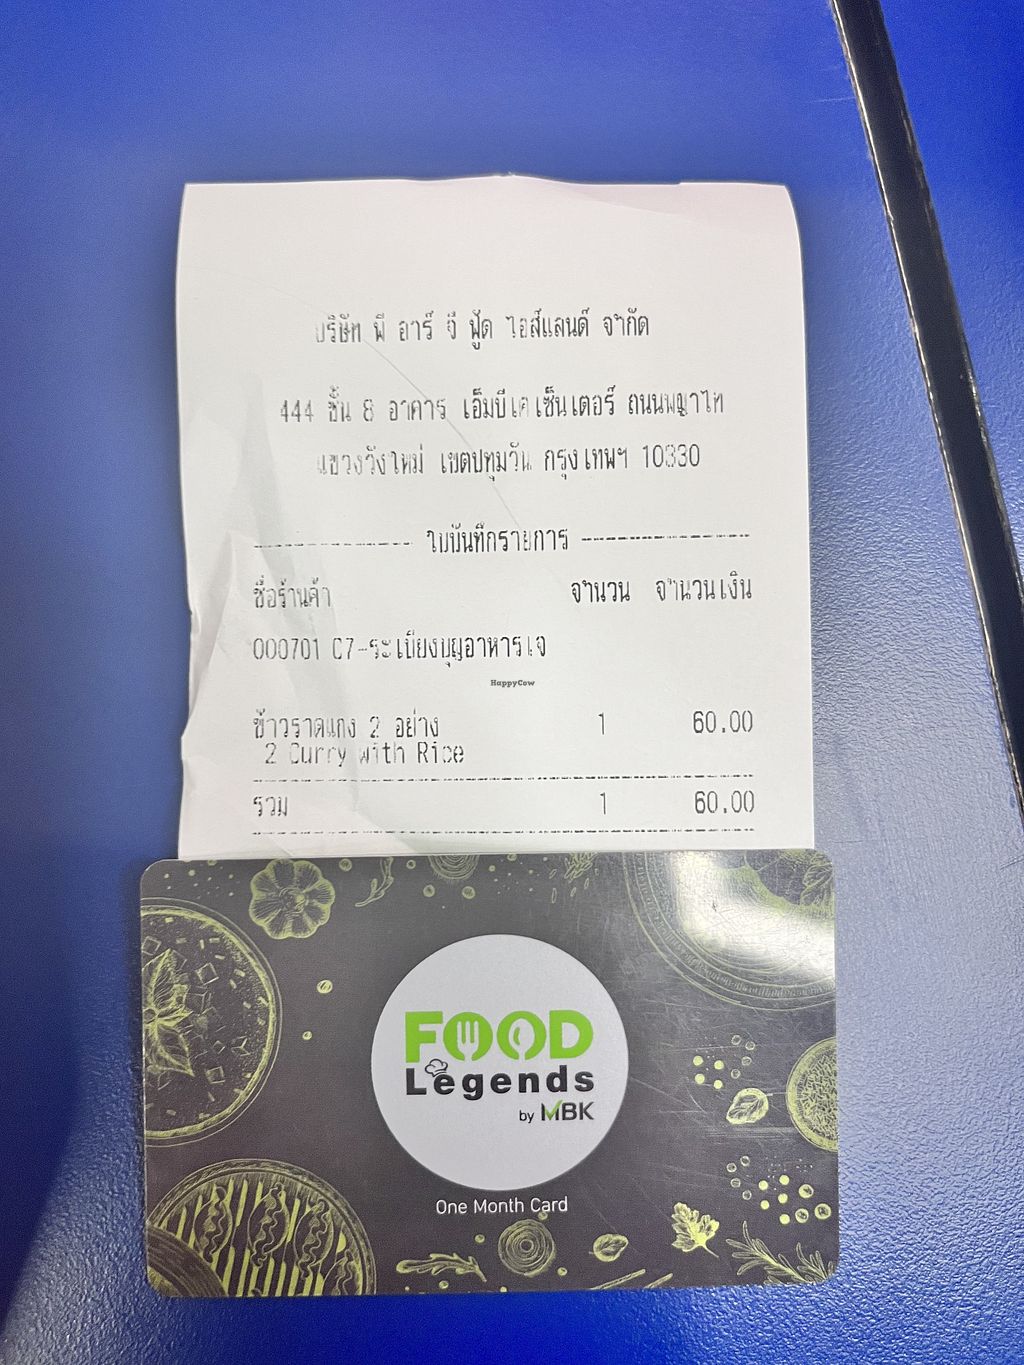 บริษัท พี อาร์ จี ฟู้ด ไอส์แลนด์ จำกัด
444 ชั้น 8 อาคาร เอ็มบีเค เซ็นเตอร์ ถนนพญาไท
แขวงวังใหม่ เขตปทุมวัน กรุงเทพฯ 10330
---------------- ใบบันทึกรายการ ----------------
ชื่อร้านค้า จำนวน จำนวนเงิน
000701 C7-ระเบียงบุญอาหารเจ
HappyCow
ข้าวราดแกง 2 อย่าง 1 60.00
2 Curry with Rice
รวม 1 60.00
FOOD
Legends
by MBK
One Month Card